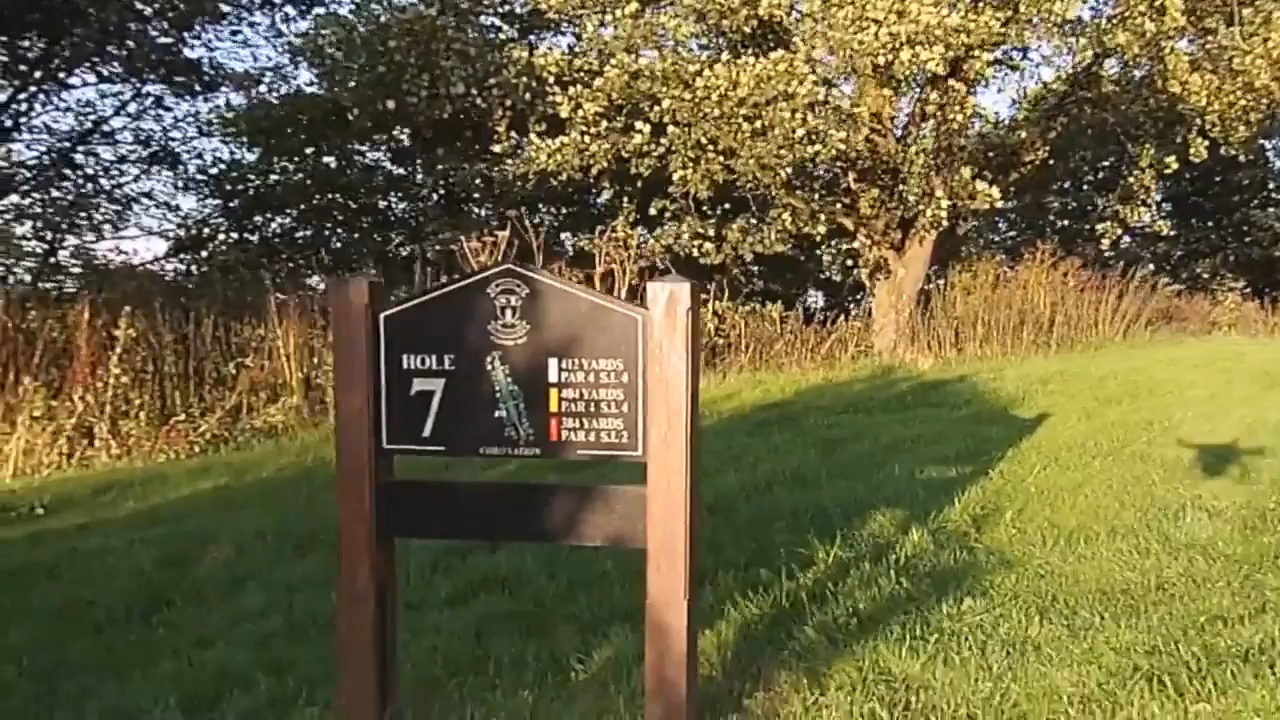 HOLE
7
412 YARDS
PAR 4 S.I. 4
404 YARDS
PAR 4 S.I. 4
384 YARDS
PAR 4 S.I. 2
CORONATION